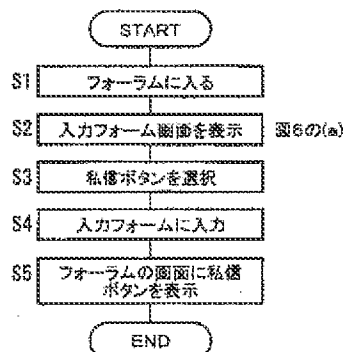 START
S1 フォーラムに入る
S2 入力フォーム画面を表示 図6の(a)
S3 私信ボタンを選択
S4 入力フォームに入力
S5 フォーラムの画面に私信
ボタンを表示
END